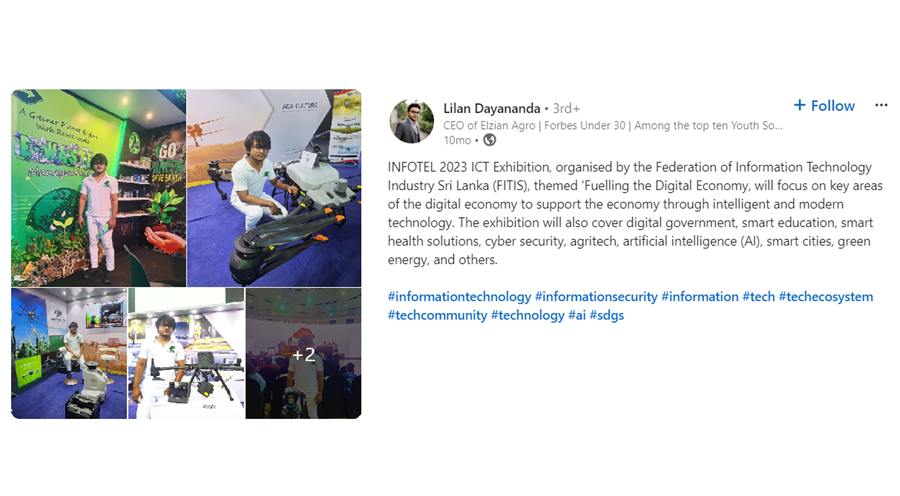 A Greener Planet Begins
With Responsible
Management
GO
GREEN
SAVE EARTH
AGRICULTURE
+2
Lilan Dayananda • 3rd+
+ Follow
CEO of Elzian Agro | Forbes Under 30 | Among the top ten Youth So...
10mo •
INFOTEL 2023 ICT Exhibition, organised by the Federation of Information Technology
Industry Sri Lanka (FITIS), themed 'Fuelling the Digital Economy, will focus on key areas
of the digital economy to support the economy through intelligent and modern
technology. The exhibition will also cover digital government, smart education, smart
health solutions, cyber security, agritech, artificial intelligence (AI), smart cities, green
energy, and others.
#informationtechnology #informationsecurity #information #tech #techecosystem
#techcommunity #technology #ai #sdgs